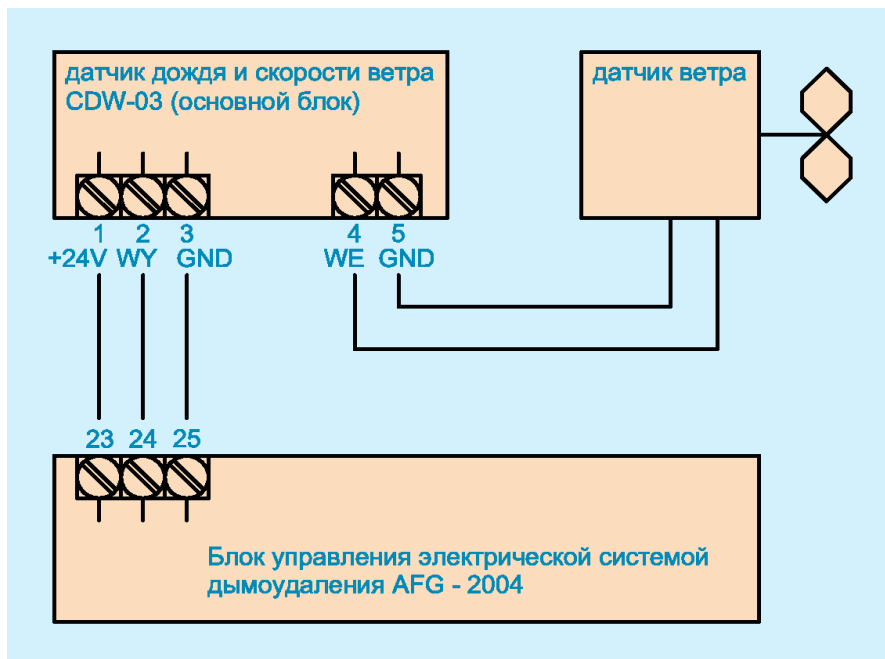 датчик дождя и скорости ветра
CDW-03 (основной блок)
датчик ветра
1 2 3 4 5
+24V WY GND WE GND
23 24 25
Блок управления электрической системой
дымоудаления AFG - 2004